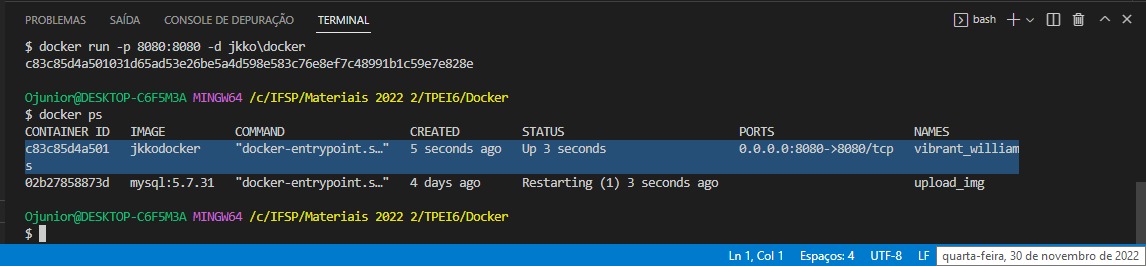 PROBLEMAS SAÍDA CONSOLE DE DEPURAÇÃO TERMINAL bash
$ docker run -p 8080:8080 -d jkko\docker
c83c85d4a501031d65ad53e26be5a4d598e583c76e8ef7c48991b1c59e7e828e
Ojunior@DESKTOP-C6F5M3A MINGW64 /c/IFSP/Materiais 2022 2/TPEI6/Docker
$ docker ps
CONTAINER ID IMAGE COMMAND CREATED STATUS PORTS NAMES
c83c85d4a501 jkkodocker "docker-entrypoint.s…" 5 seconds ago Up 3 seconds 0.0.0.0:8080->8080/tcp vibrant_william
s
02b27858873d mysql:5.7.31 "docker-entrypoint.s…" 4 days ago Restarting (1) 3 seconds ago upload_img
Ojunior@DESKTOP-C6F5M3A MINGW64 /c/IFSP/Materiais 2022 2/TPEI6/Docker
$
Ln 1, Col 1 Espaços: 4 UTF-8 LF quarta-feira, 30 de novembro de 2022